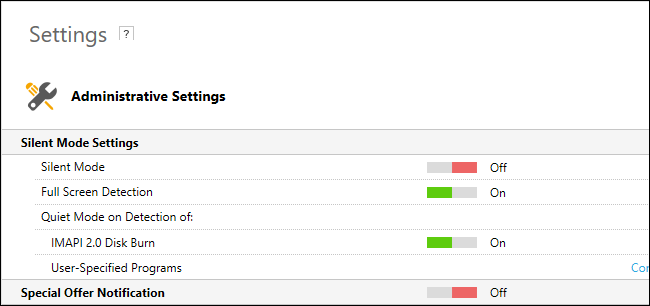 Settings ?
Administrative Settings
Silent Mode Settings
Silent Mode Off
Full Screen Detection On
Quiet Mode on Detection of:
IMAPI 2.0 Disk Burn On
User-Specified Programs
Special Offer Notification Off